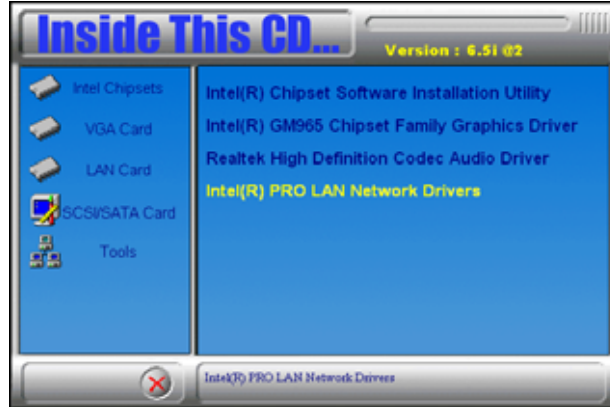 Inside This CD...
Version : 6.5i @2
Intel Chipsets
VGA Card
LAN Card
SCSI/SATA Card
Tools
Intel(R) Chipset Software Installation Utility
Intel(R) GM965 Chipset Family Graphics Driver
Realtek High Definition Codec Audio Driver
Intel(R) PRO LAN Network Drivers
Intel(R) PRO LAN Network Drivers